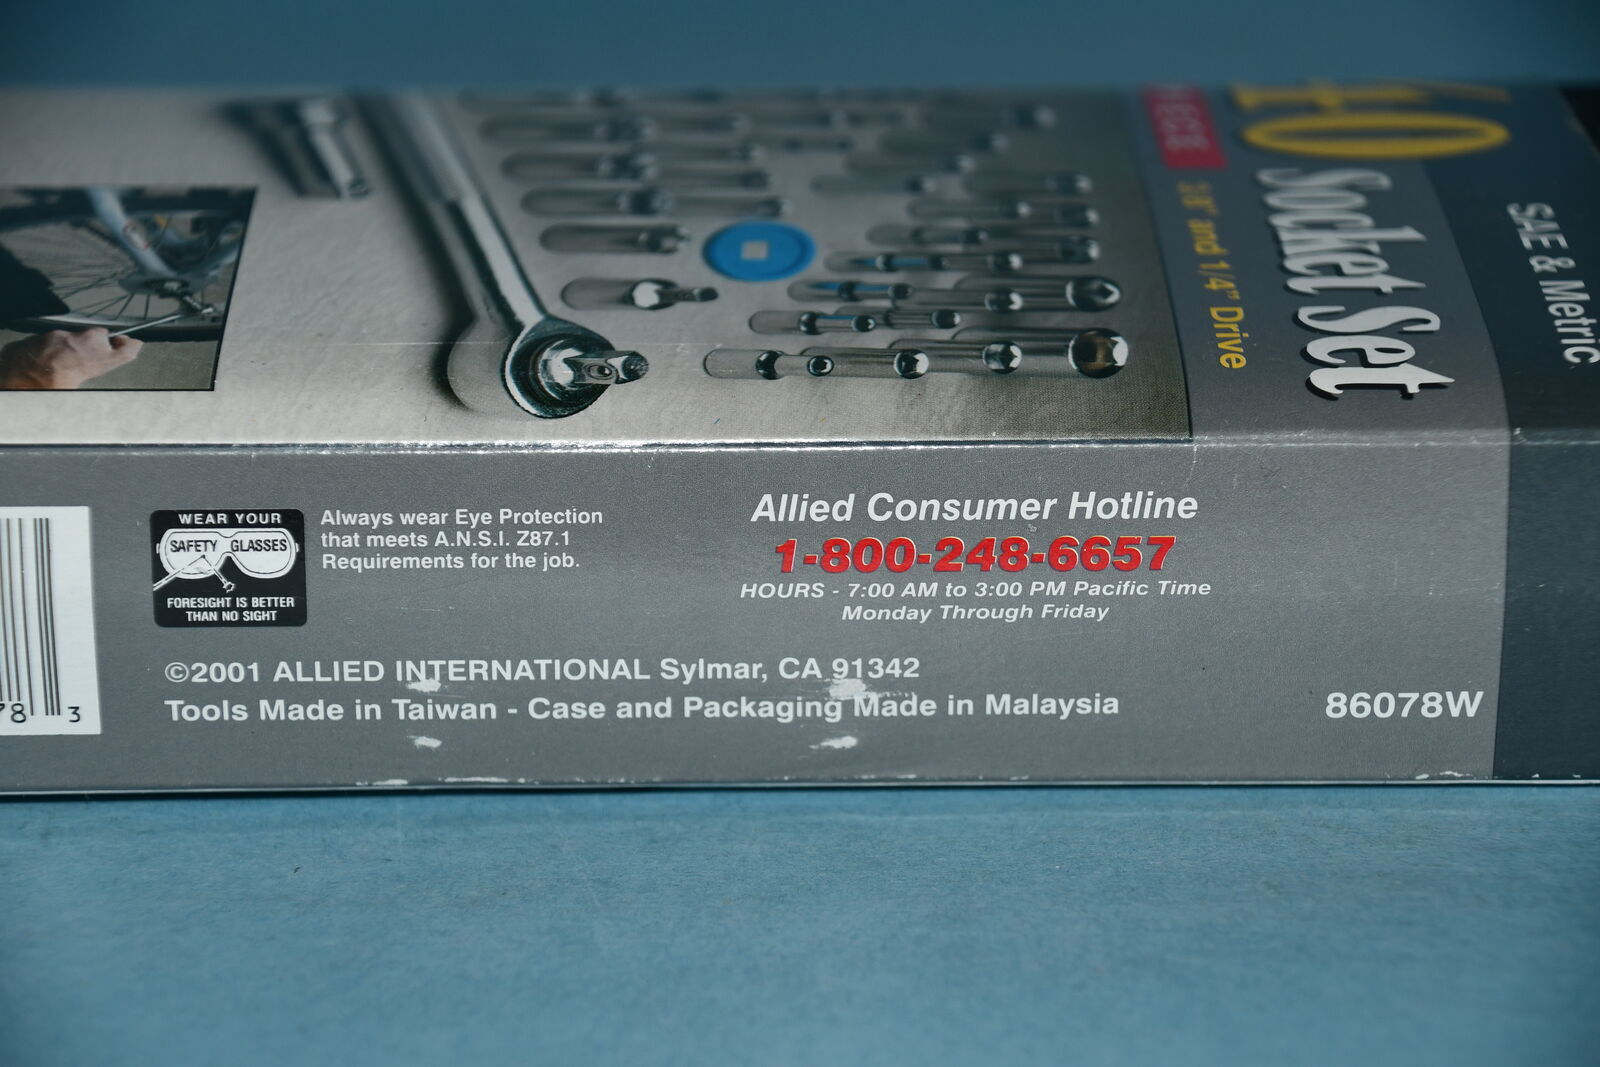 40
PIECE
Socket Set
3/8" and 1/4" Drive
SAE & Metric
WEAR YOUR
SAFETY GLASSES
FORESIGHT IS BETTER
THAN NO SIGHT
Always wear Eye Protection
that meets A.N.S.I. Z87.1
Requirements for the job.
Allied Consumer Hotline
1-800-248-6657
HOURS - 7:00 AM to 3:00 PM Pacific Time
Monday Through Friday
©2001 ALLIED INTERNATIONAL Sylmar, CA 91342
Tools Made in Taiwan - Case and Packaging Made in Malaysia
86078W
78 3